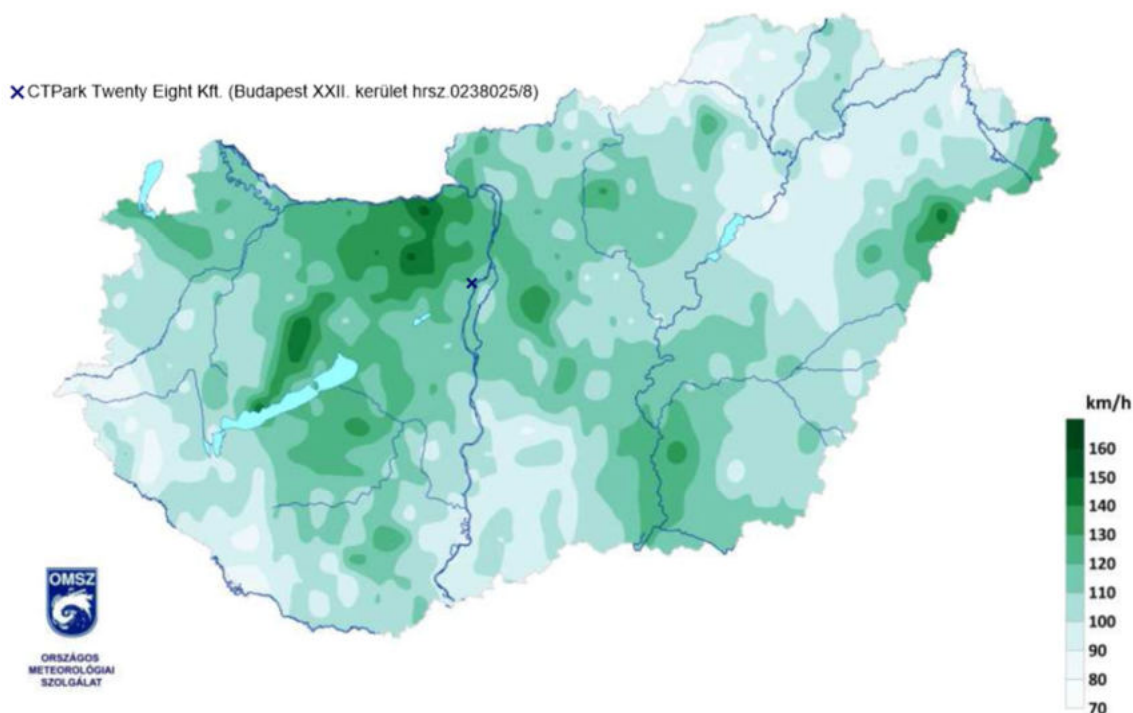 × CTPark Twenty Eight Kft. (Budapest XXII. kerület hrsz.0238025/8)
km/h
160
150
140
130
120
110
100
90
80
70
OMSZ
ORSZÁGOS
METEOROLÓGIAI
SZOLGÁLAT